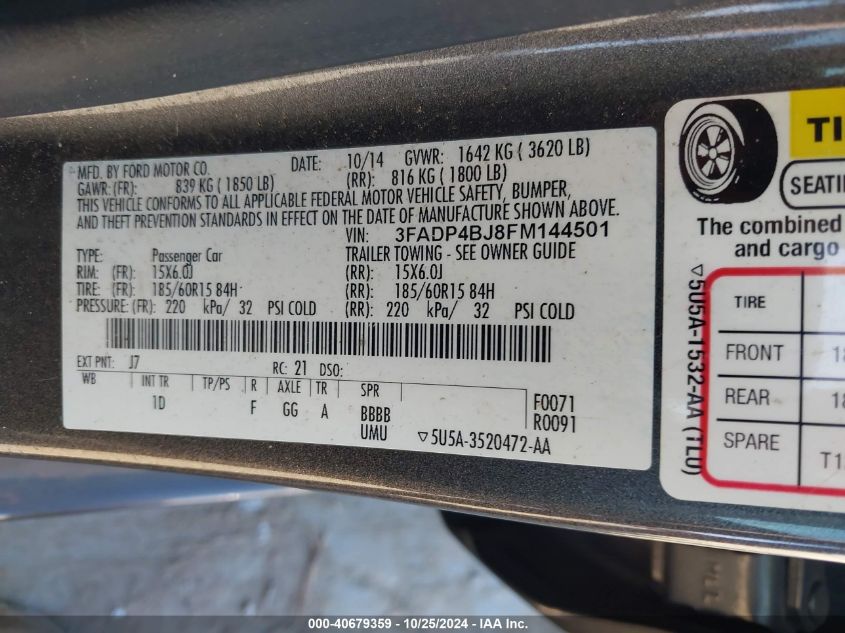 MFD. BY FORD MOTOR CO.
DATE: 10/14 GVWR: 1642 KG ( 3620 LB)
GAWR: (FR): 839 KG ( 1850 LB) (RR): 816 KG ( 1800 LB)
THIS VEHICLE CONFORMS TO ALL APPLICABLE FEDERAL MOTOR VEHICLE SAFETY, BUMPER,
AND THEFT PREVENTION STANDARDS IN EFFECT ON THE DATE OF MANUFACTURE SHOWN ABOVE.
VIN: 3FADP4BJ8FM144501
TYPE: Passenger Car TRAILER TOWING - SEE OWNER GUIDE
RIM: (FR): 15X6.0J (RR): 15X6.0J
TIRE: (FR): 185/60R15 84H (RR): 185/60R15 84H
PRESSURE: (FR): 220 kPa/ 32 PSI COLD (RR): 220 kPa/ 32 PSI COLD
EXT PNT: J7 RC: 21 DSO:
WB INT TR TP/PS R AXLE TR SPR
1D F GG A BBBB F0071
UMU R0091
▽5U5A-3520472-AA
TI
SEATI
The combined
and cargo
TIRE
FRONT 18
REAR 18
SPARE T1
▽5U5A-1532-AA (TL0)
000-40679359 - 10/25/2024 - IAA Inc.